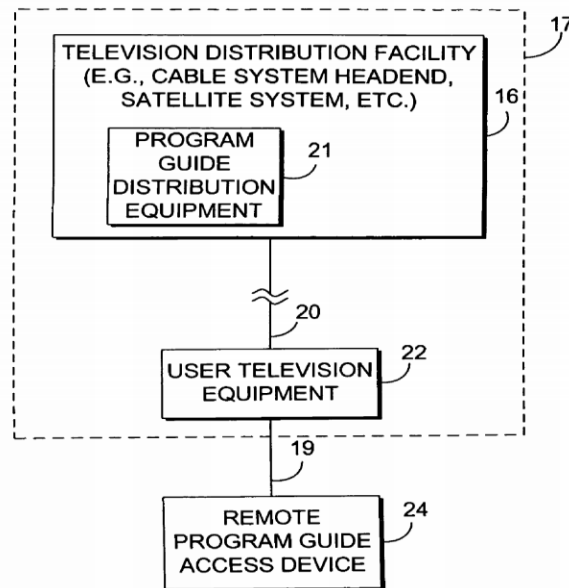 17
TELEVISION DISTRIBUTION FACILITY
(E.G., CABLE SYSTEM HEADEND,
SATELLITE SYSTEM, ETC.)
16
PROGRAM
GUIDE
DISTRIBUTION
EQUIPMENT
21
20
USER TELEVISION
EQUIPMENT
22
19
REMOTE
PROGRAM GUIDE
ACCESS DEVICE
24